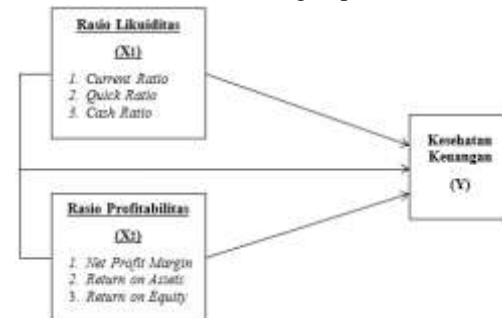 Rasio Likuiditas
(X1)
1. Current Ratio
2. Quick Ratio
3. Cash Ratio
Kesehatan
Keuangan
(Y)
Rasio Profitabilitas
(X2)
1. Net Profit Margin
2. Return on Assets
3. Return on Equity